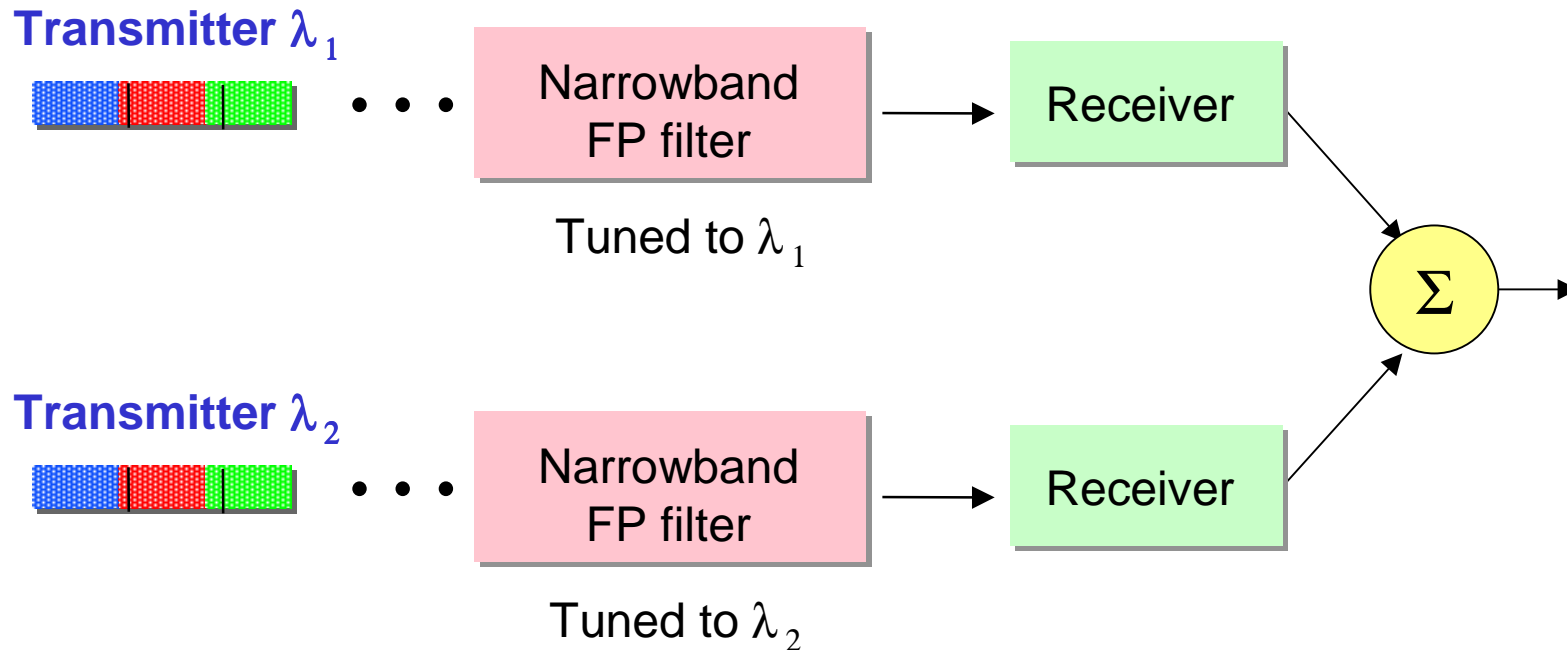 Transmitter λ1
Narrowband
FP filter
Receiver
Tuned to λ1
Σ
Transmitter λ2
Narrowband
FP filter
Receiver
Tuned to λ2